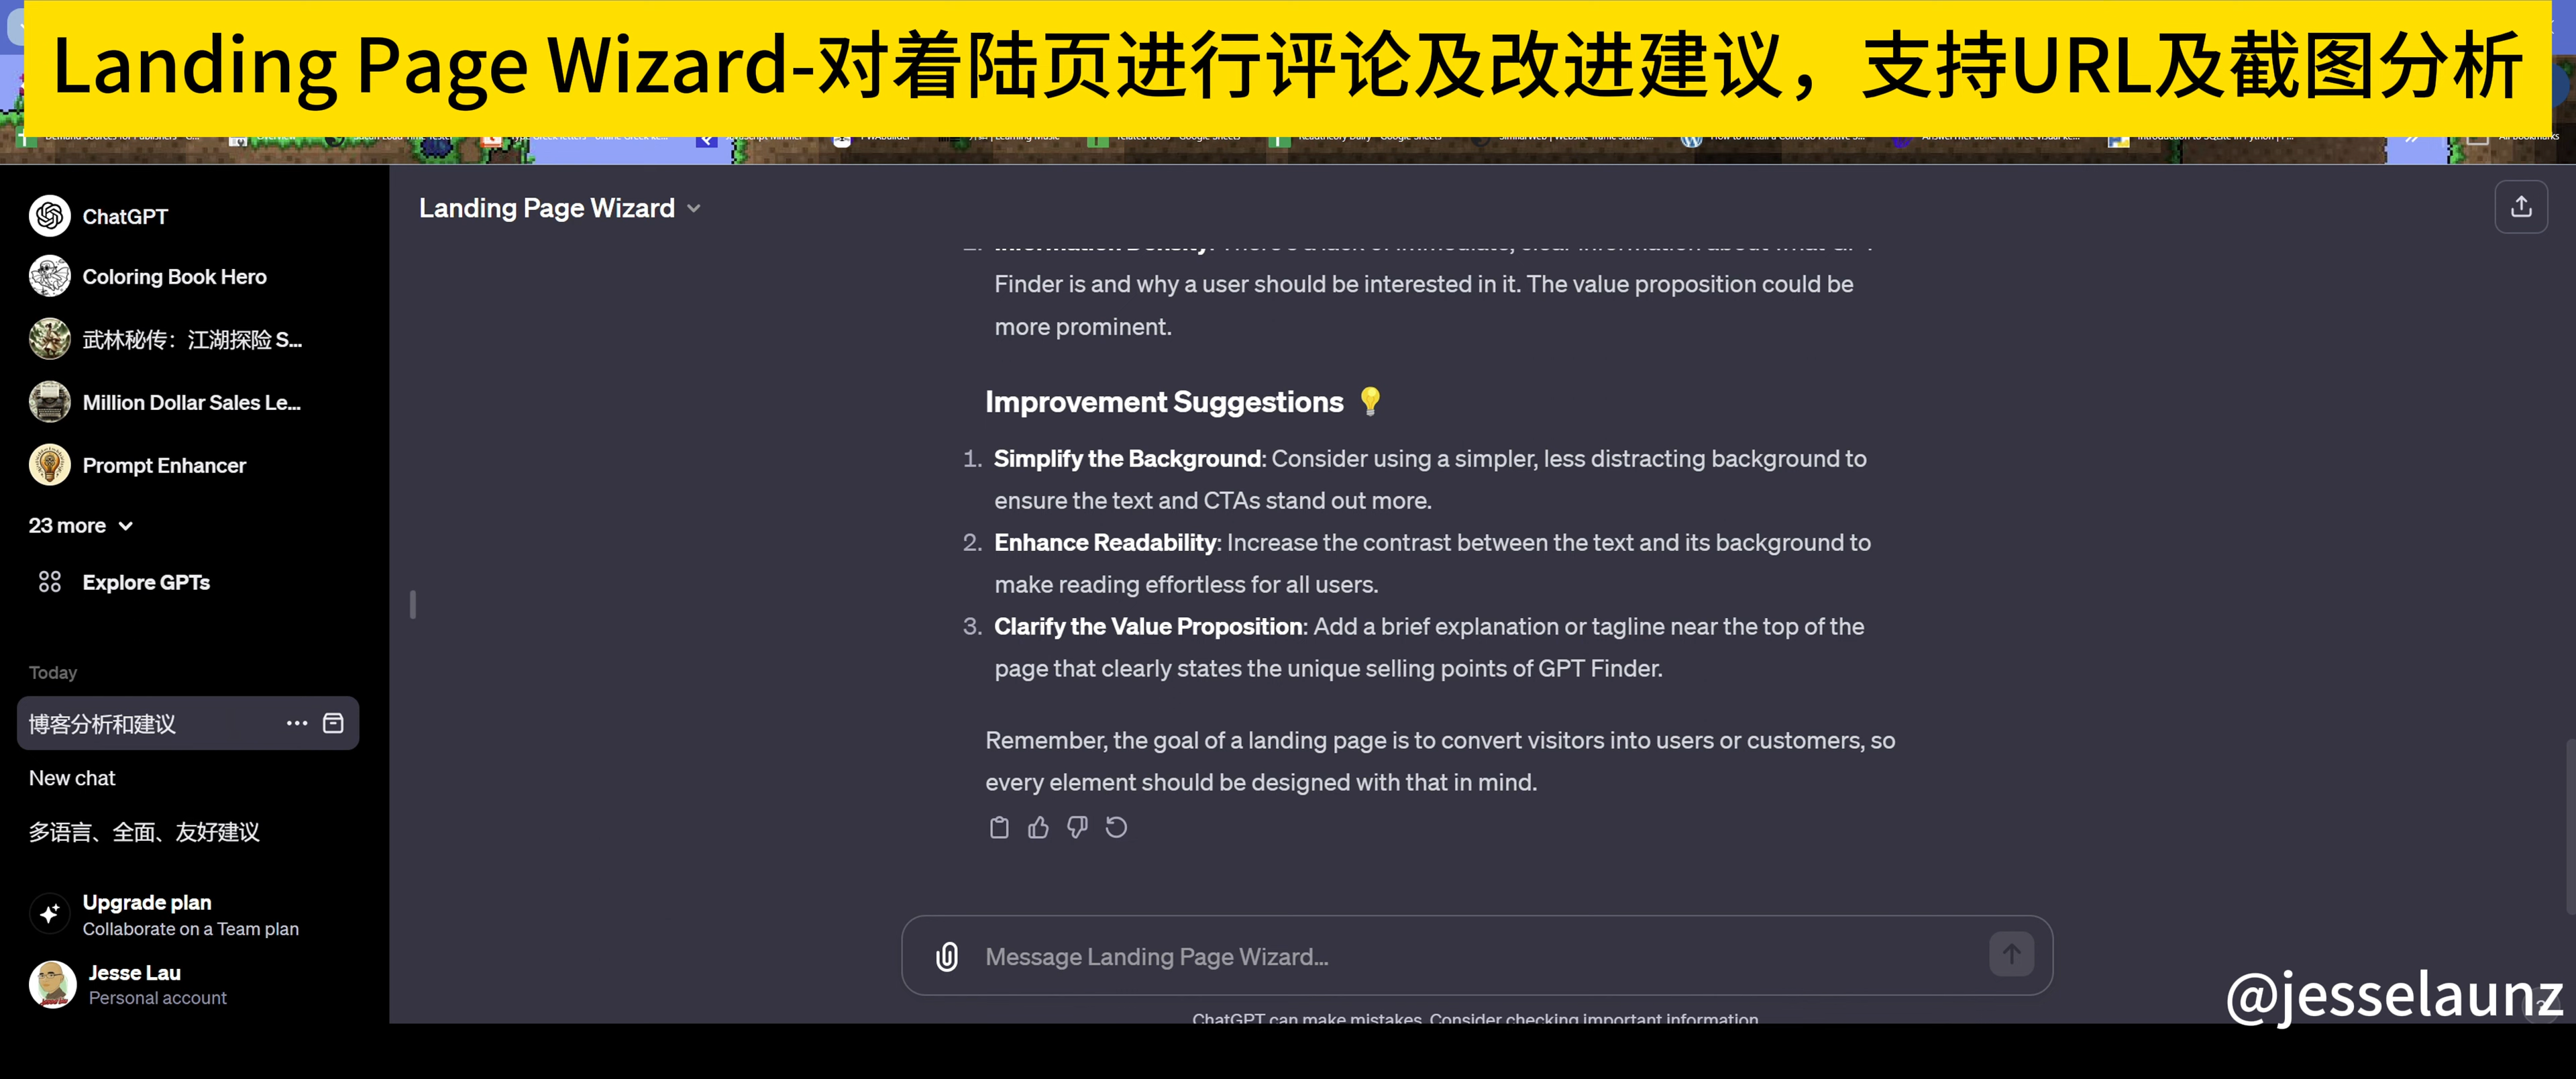 Landing Page Wizard-对着陆页进行评论及改进建议，支持URL及截图分析
ChatGPT
Coloring Book Hero
武林秘传：江湖探险 S...
Million Dollar Sales Le...
Prompt Enhancer
23 more
Explore GPTs
Today
博客分析和建议
New chat
多语言、全面、友好建议
Upgrade plan
Collaborate on a Team plan
Jesse Lau
Personal account
Landing Page Wizard
Finder is and why a user should be interested in it. The value proposition could be
more prominent.
Improvement Suggestions 💡
1. Simplify the Background: Consider using a simpler, less distracting background to
ensure the text and CTAs stand out more.
2. Enhance Readability: Increase the contrast between the text and its background to
make reading effortless for all users.
3. Clarify the Value Proposition: Add a brief explanation or tagline near the top of the
page that clearly states the unique selling points of GPT Finder.
Remember, the goal of a landing page is to convert visitors into users or customers, so
every element should be designed with that in mind.
Message Landing Page Wizard...
ChatGPT can make mistakes. Consider checking important information.
@jesselaunz